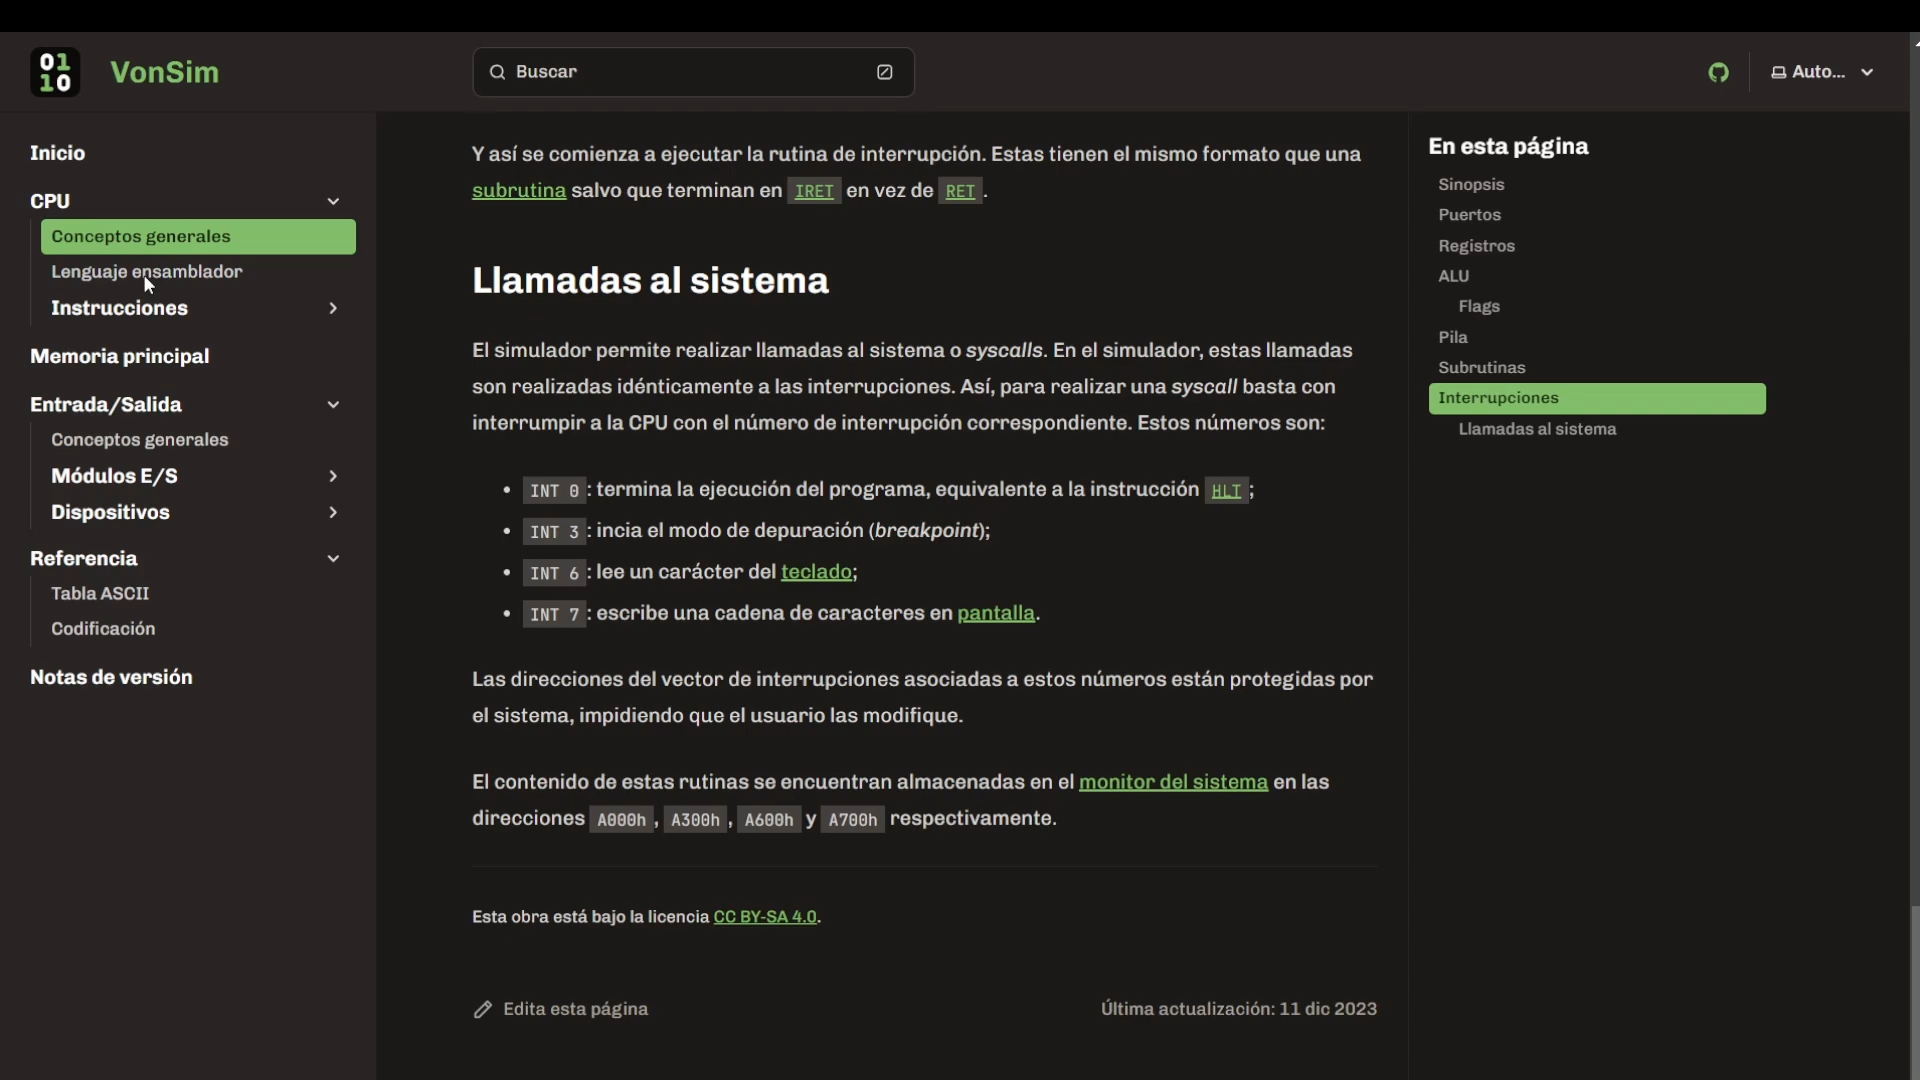 01
10
VonSim
Buscar
Auto...
Inicio
CPU
Conceptos generales
Lenguaje ensamblador
Instrucciones
Memoria principal
Entrada/Salida
Conceptos generales
Módulos E/S
Dispositivos
Referencia
Tabla ASCII
Codificación
Notas de versión
Y así se comienza a ejecutar la rutina de interrupción. Estas tienen el mismo formato que una
subrutina salvo que terminan en IRET en vez de RET.
Llamadas al sistema
El simulador permite realizar llamadas al sistema o syscalls. En el simulador, estas llamadas
son realizadas idénticamente a las interrupciones. Así, para realizar una syscall basta con
interrumpir a la CPU con el número de interrupción correspondiente. Estos números son:
• INT 0: termina la ejecución del programa, equivalente a la instrucción HLT;
• INT 3: incia el modo de depuración (breakpoint);
• INT 6: lee un carácter del teclado;
• INT 7: escribe una cadena de caracteres en pantalla.
Las direcciones del vector de interrupciones asociadas a estos números están protegidas por
el sistema, impidiendo que el usuario las modifique.
El contenido de estas rutinas se encuentran almacenadas en el monitor del sistema en las
direcciones A000h, A300h, A600h y A700h respectivamente.
Esta obra está bajo la licencia CC BY-SA 4.0.
Edita esta página
Última actualización: 11 dic 2023
En esta página
Sinopsis
Puertos
Registros
ALU
Flags
Pila
Subrutinas
Interrupciones
Llamadas al sistema